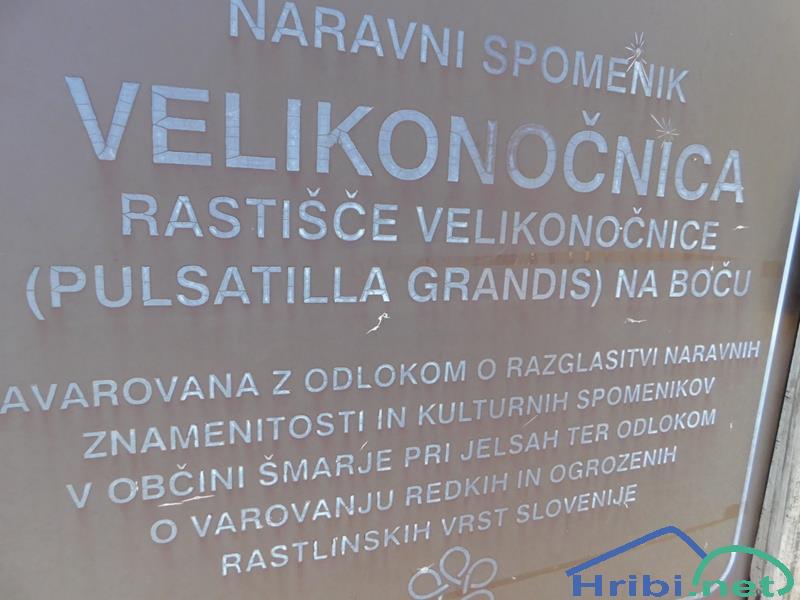 NARAVNI SPOMENIK
VELIKONOČNICA
RASTIŠČE VELIKONOČNICE
(PULSATILLA GRANDIS) NA BOČU
AVAROVANA Z ODLOKOM O RAZGLASITVI NARAVNIH
ZNAMENITOSTI IN KULTURNIH SPOMENIKOV
V OBČINI ŠMARJE PRI JELSAH TER ODLOKOM
O VAROVANJU REDKIH IN OGROZENIH
RASTLINSKIH VRST SLOVENIJE
Hribi.net